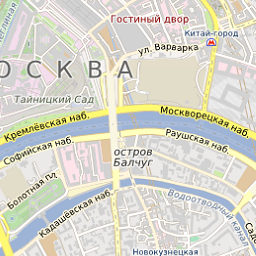 Гостиный двор
Китай-город
ул. Варварка
МОСКВА
Тайницкий Сад
Москворецкая наб.
Кремлёвская наб.
Раушская наб.
Софийская наб.
остров
Балчуг
Болотная пл
Водоотводный канал
Кадашёвская наб.
Новокузнецкая